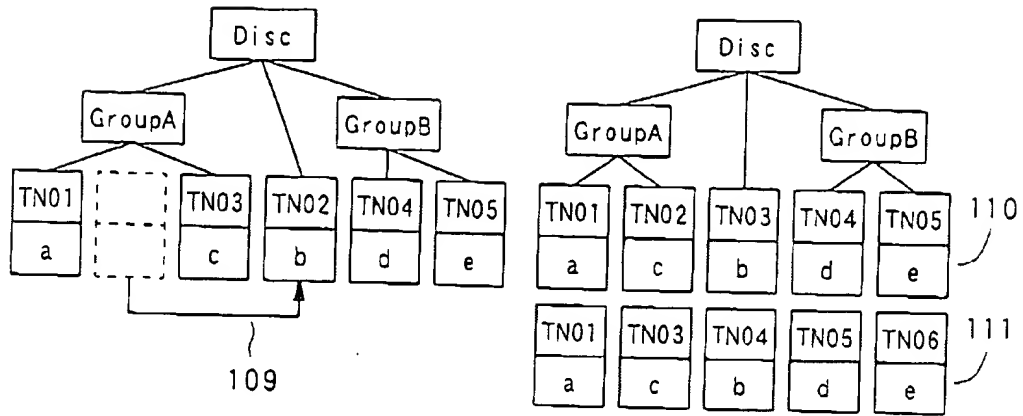 Disc
GroupA GroupB
TN01 TN03 TN02 TN04 TN05
a c b d e
109
Disc
GroupA GroupB
TN01 TN02 TN03 TN04 TN05 110
a c b d e
TN01 TN03 TN04 TN05 TN06 111
a c b d e